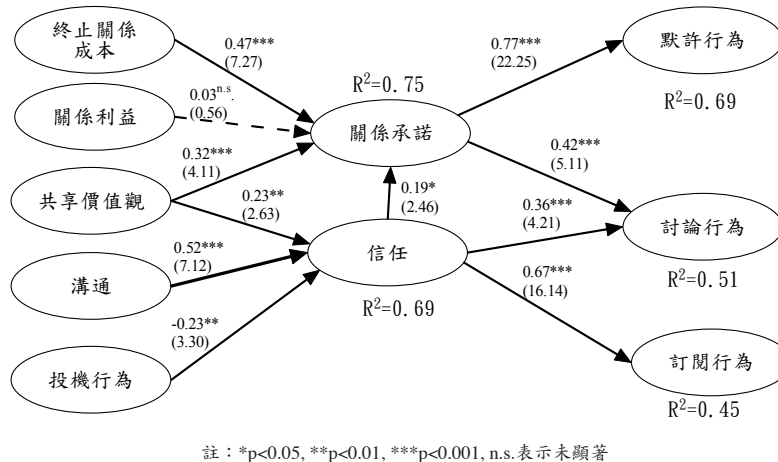 終止關係
成本
0.47***
(7.27)
0.77***
(22.25)
默許行為
R²=0.69
關係利益
0.03ⁿ·ˢ·
(0.56)
R²=0.75
關係承諾
0.32***
(4.11)
0.42***
(5.11)
共享價值觀
0.23**
(2.63)
0.19*
(2.46)
0.36***
(4.21)
討論行為
R²=0.51
溝通
0.52***
(7.12)
信任
R²=0.69
0.67***
(16.14)
投機行為
-0.23**
(3.30)
訂閱行為
R²=0.45
註：*p<0.05, **p<0.01, ***p<0.001, n.s.表示未顯著